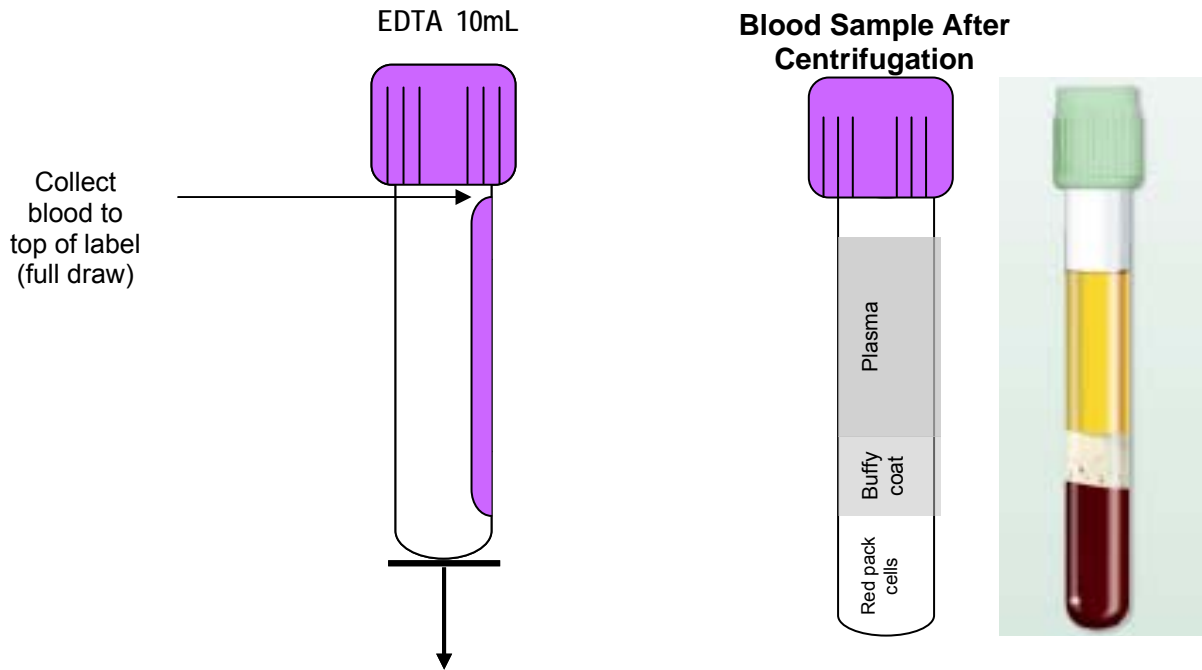 EDTA 10mL
Collect
blood to
top of label
(full draw)
Blood Sample After
Centrifugation
Plasma
Buffy
coat
Red pack
cells